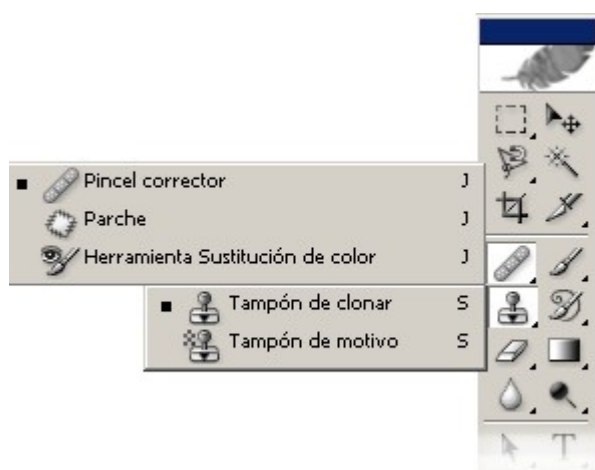 Pincel corrector J
Parche J
Herramienta Sustitución de color J
Tampón de clonar S
Tampón de motivo S
T